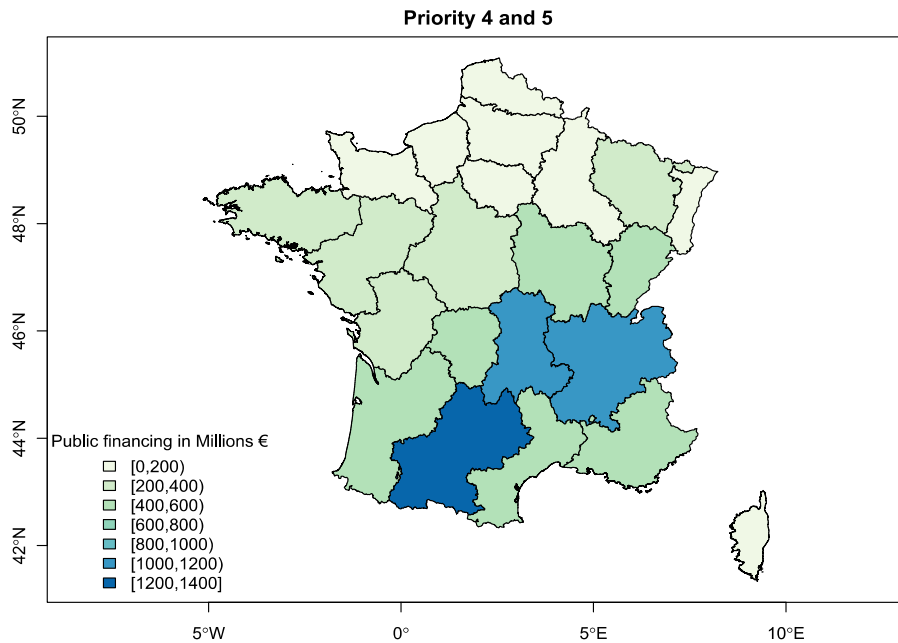 Priority 4 and 5
50°N
48°N
46°N
44°N
42°N
Public financing in Millions €
[0,200)
[200,400)
[400,600)
[600,800)
[800,1000)
[1000,1200)
[1200,1400]
5°W
0°
5°E
10°E